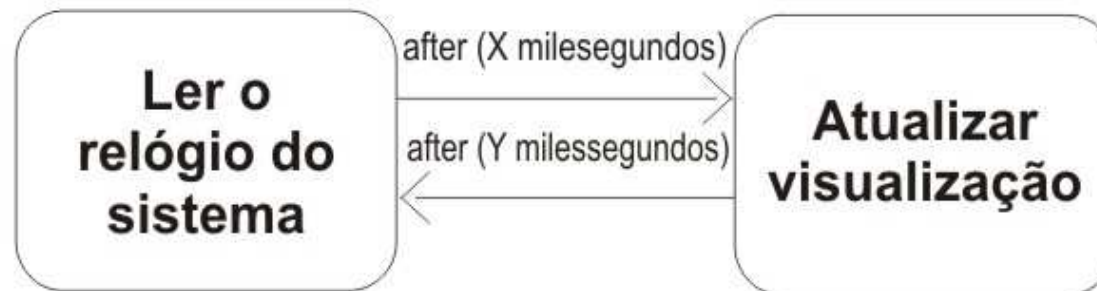 Ler o
relógio do
sistema
after (X milesegundos)
after (Y milessegundos)
Atualizar
visualização